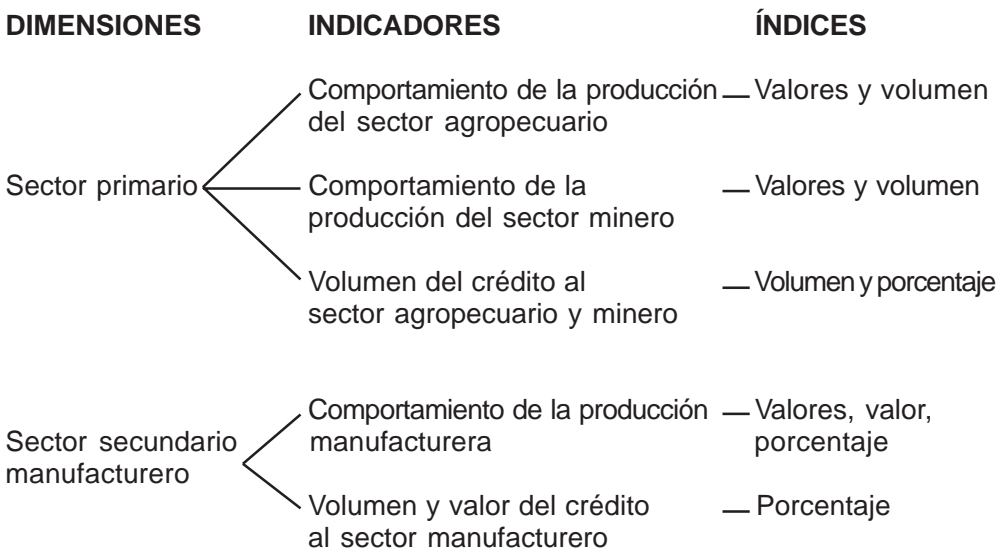 DIMENSIONES INDICADORES ÍNDICES
Comportamiento de la producción Valores y volumen
del sector agropecuario
Sector primario Comportamiento de la Valores y volumen
producción del sector minero
Volumen del crédito al Volumen y porcentaje
sector agropecuario y minero
Comportamiento de la producción Valores, valor,
Sector secundario manufacturera porcentaje
manufacturero
Volumen y valor del crédito Porcentaje
al sector manufacturero